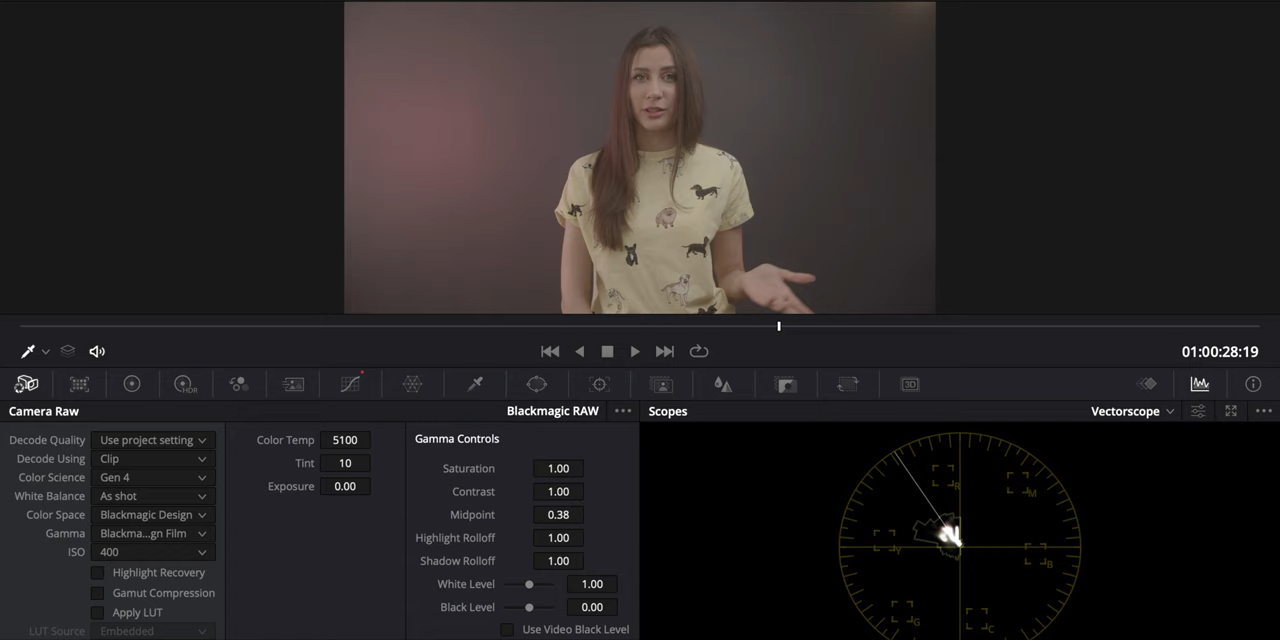 01:00:28:19
HDR
3D
Camera Raw
Blackmagic RAW
Scopes
Vectorscope
Decode Quality Use project setting
Decode Using Clip
Color Science Gen 4
White Balance As shot
Color Space Blackmagic Design
Gamma Blackma...gn Film
ISO 400
Highlight Recovery
Gamut Compression
Apply LUT
LUT Source Embedded
Color Temp 5100
Tint 10
Exposure 0.00
Gamma Controls
Saturation 1.00
Contrast 1.00
Midpoint 0.38
Highlight Rolloff 1.00
Shadow Rolloff 1.00
White Level 1.00
Black Level 0.00
Use Video Black Level
R
M
Y
B
G
C